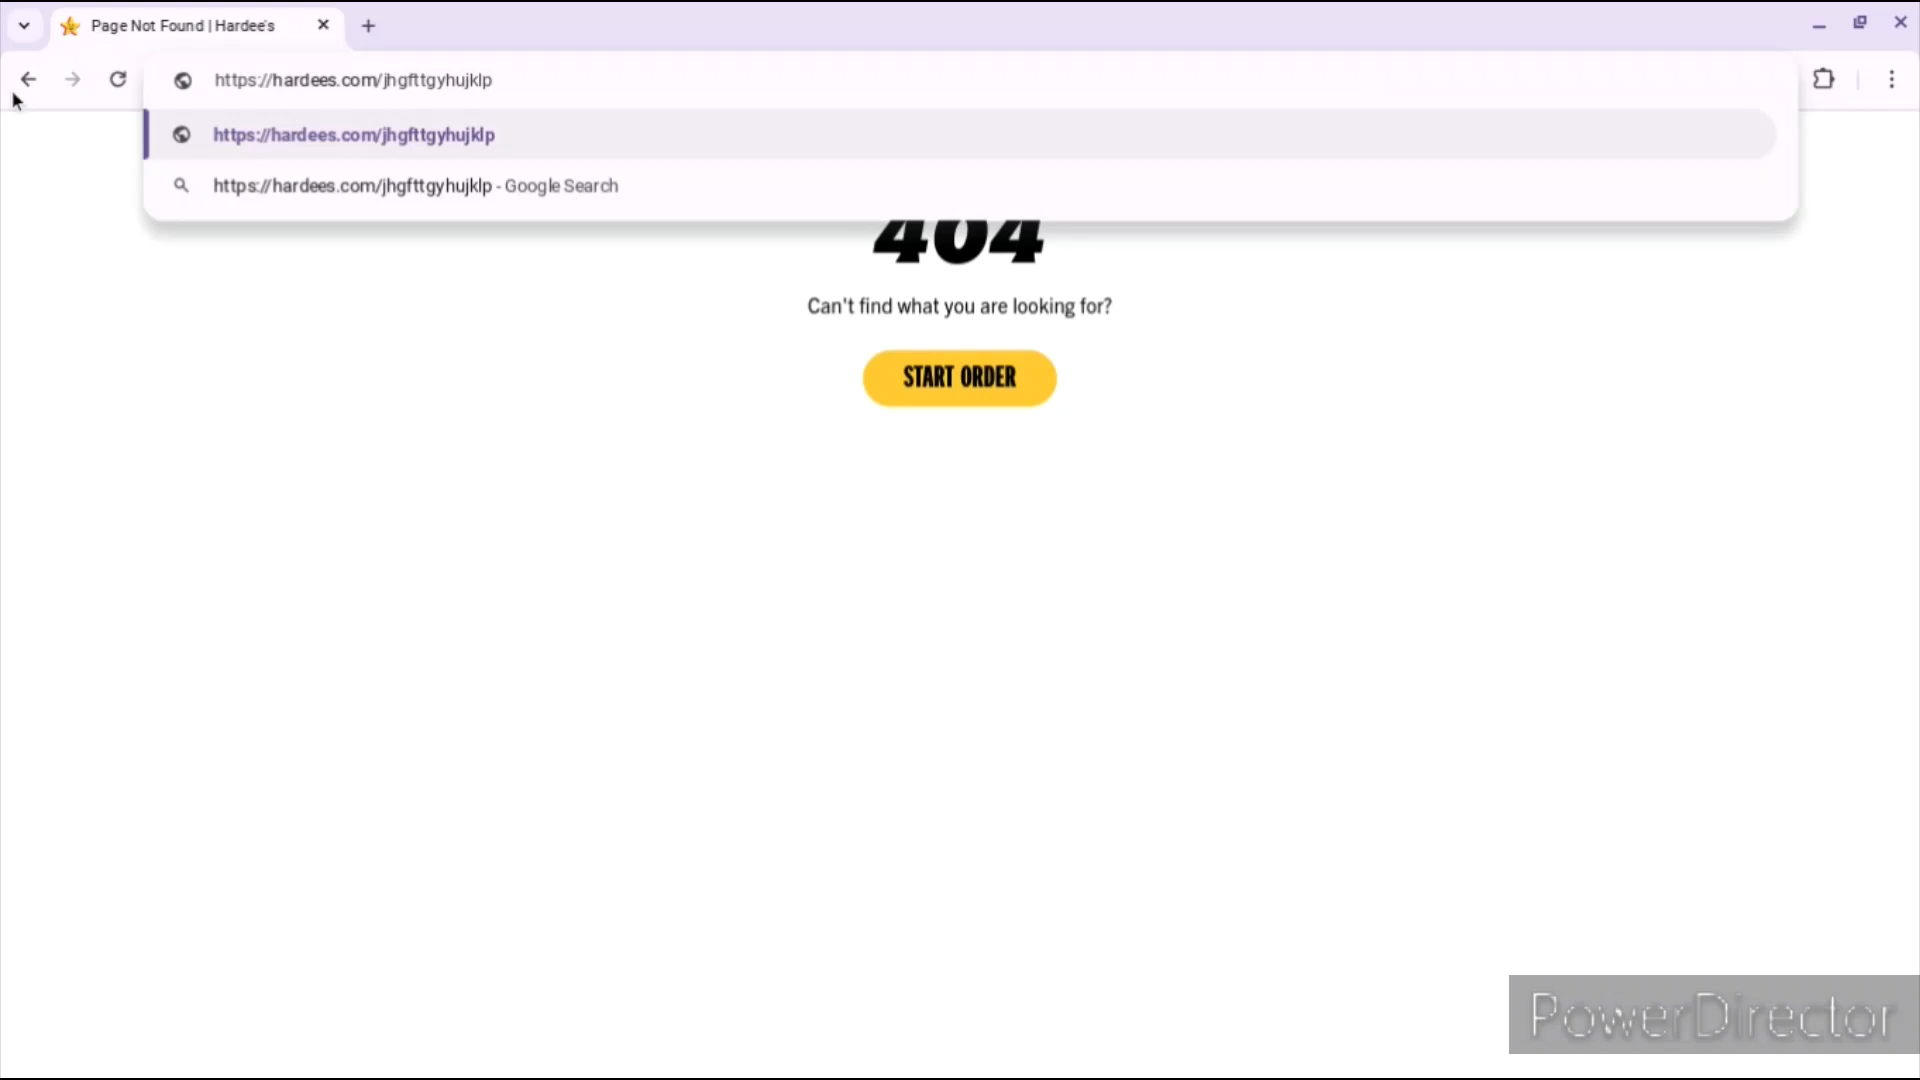 Page Not Found | Hardee's
https://hardees.com/jhgfttgyhujklp
https://hardees.com/jhgfttgyhujklp
https://hardees.com/jhgfttgyhujklp - Google Search
404
Can't find what you are looking for?
START ORDER
PowerDirector